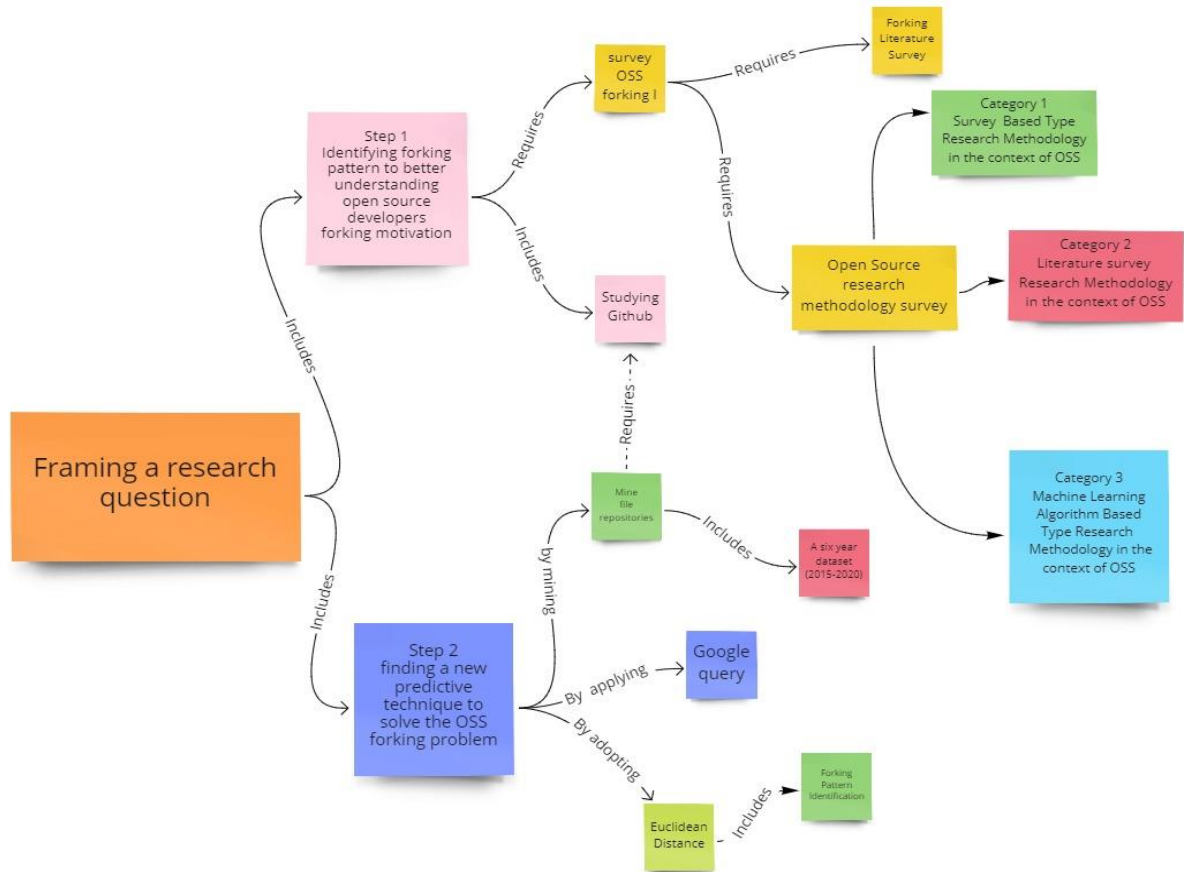 Framing a research
question
Includes
Includes
Step 1
Identifying forking
pattern to better
understanding
open source
developers
forking motivation
Requires
Includes
survey
OSS
forking l
Requires
Requires
Forking
Literature
Survey
Studying
Github
Open Source
research
methodology survey
Category 1
Survey Based Type
Research Methodology
in the context of OSS
Category 2
Literature survey
Research Methodology
in the context of OSS
Category 3
Machine Learning
Algorithm Based
Type Research
Methodology in the
context of OSS
Requires
Mine
file
repositories
Includes
A six year
dataset
(2015-2020)
Step 2
finding a new
predictive
technique to
solve the OSS
forking problem
by mining
By applying
By adopting
Google
query
Euclidean
Distance
Includes
Forking
Pattern
Identification